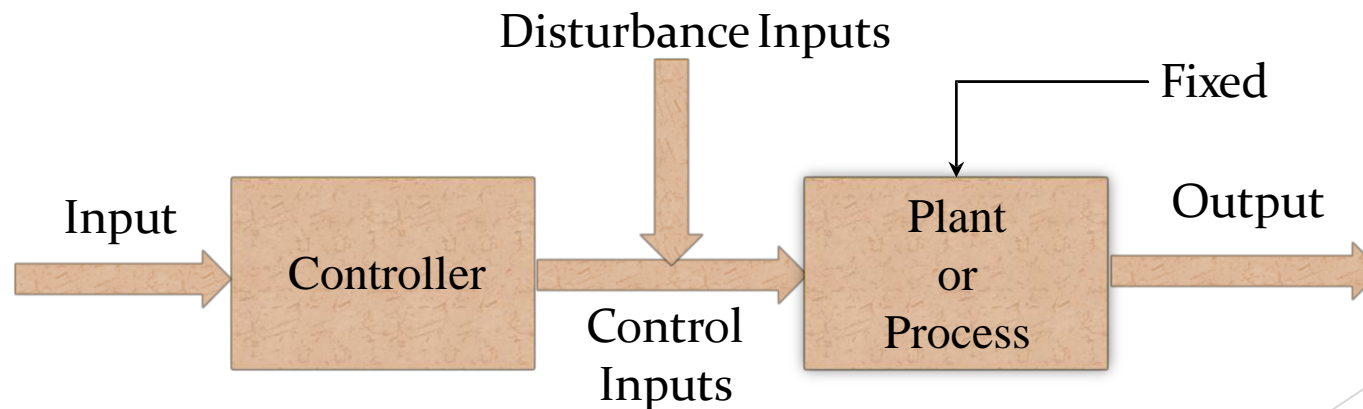 Disturbance Inputs
Fixed
Input
Controller
Control
Inputs
Plant
or
Process
Output